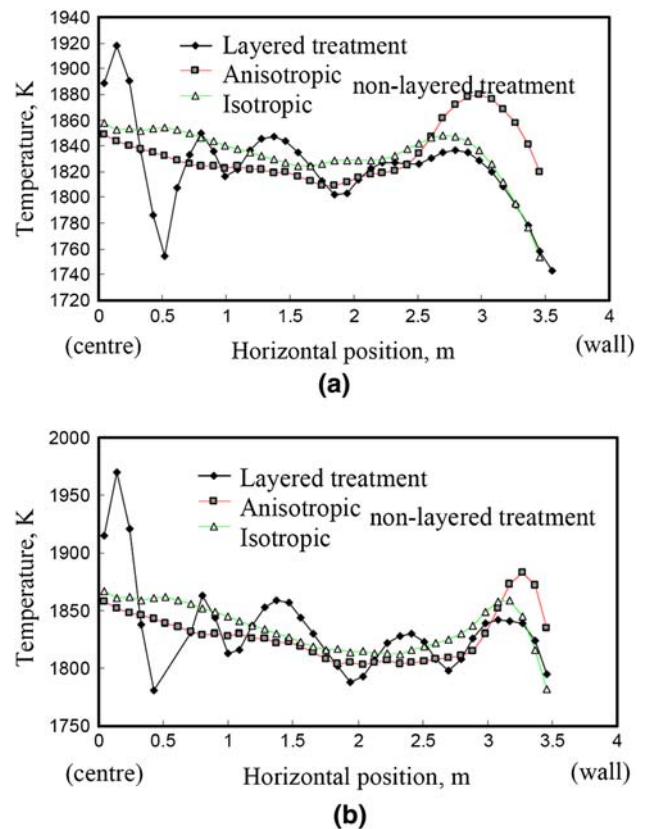 1940
1920
1900
1880
1860
1840
1820
1800
1780
1760
1740
1720
Temperature, K
Layered treatment
Anisotropic
non-layered treatment
Isotropic
0 0.5 1 1.5 2 2.5 3 3.5 4
(centre) Horizontal position, m (wall)
(a)
2000
1950
1900
1850
1800
1750
Temperature, K
Layered treatment
Anisotropic
non-layered treatment
Isotropic
0 0.5 1 1.5 2 2.5 3 3.5 4
(centre) Horizontal position, m (wall)
(b)